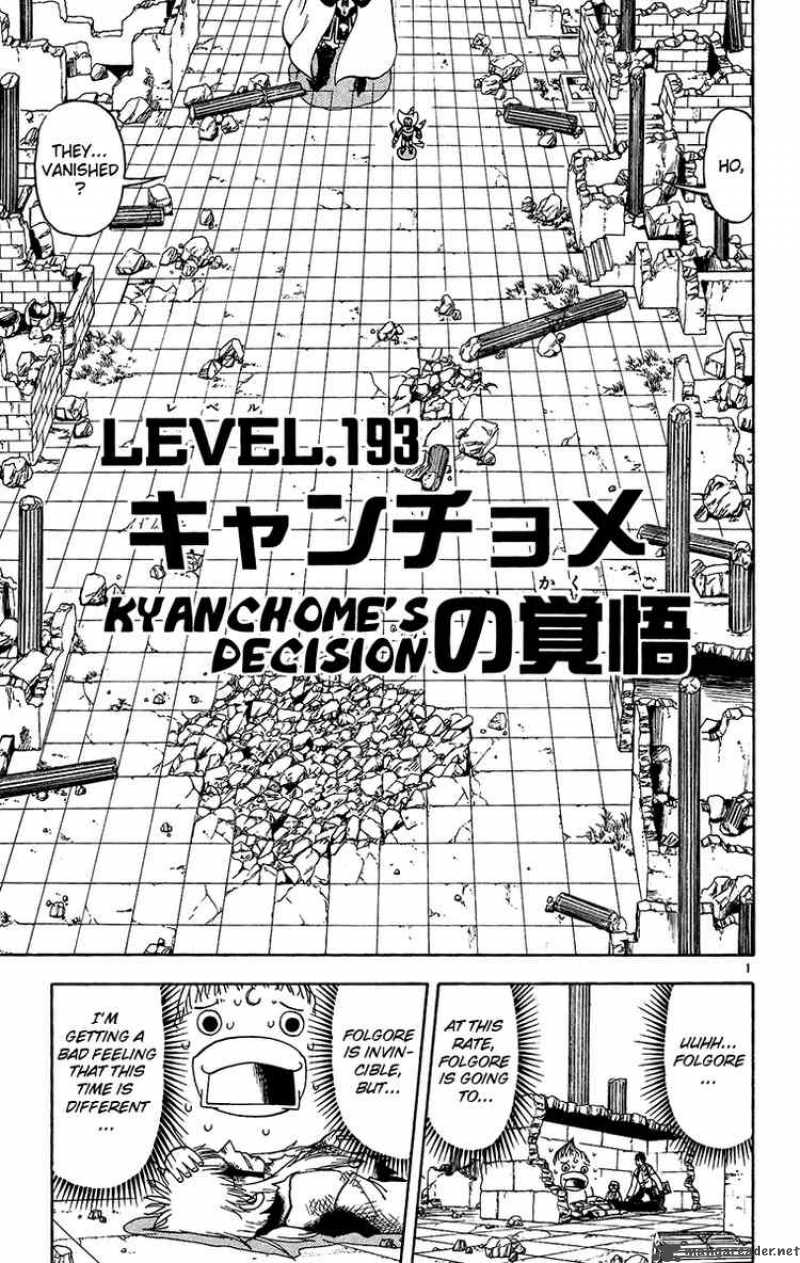 HO,
THEY...
VANISHED
?
レベル
LEVEL.193
キャンチョメ
かくご
の覚悟
KYANCHOME'S
DECISION
1
UUHH...
FOLGORE
...
AT THIS
RATE,
FOLGORE
IS GOING
TO...
FOLGORE
IS INVIN-
CIBLE,
BUT...
I'M
GETTING A
BAD FEELING
THAT THIS
TIME IS
DIFFERENT
...
mangareader.net